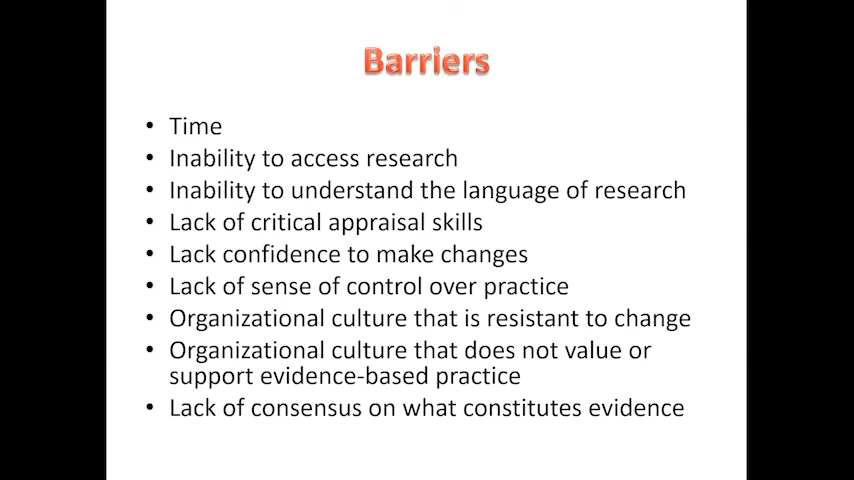 Barriers
• Time
• Inability to access research
• Inability to understand the language of research
• Lack of critical appraisal skills
• Lack confidence to make changes
• Lack of sense of control over practice
• Organizational culture that is resistant to change
• Organizational culture that does not value or
support evidence-based practice
• Lack of consensus on what constitutes evidence